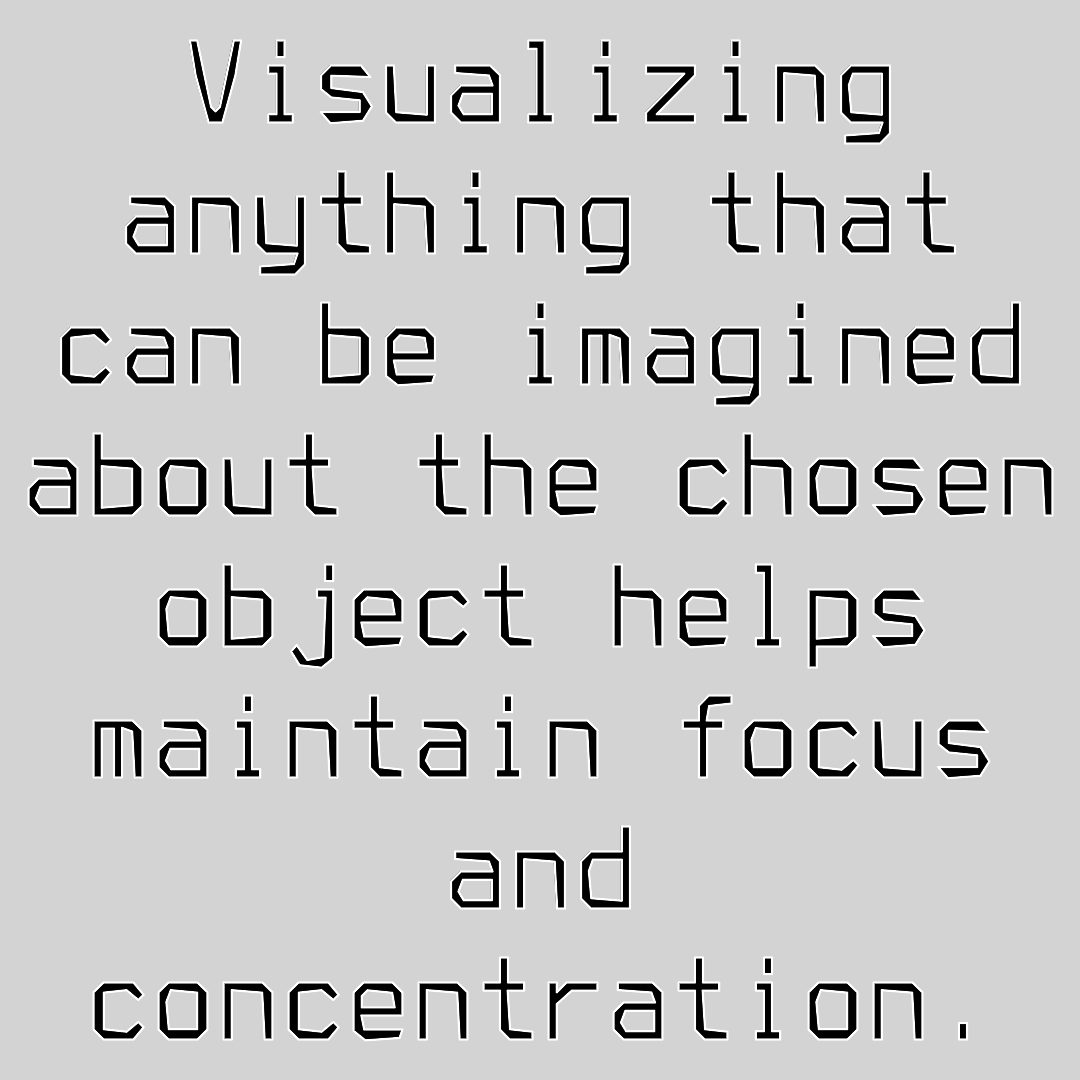 Visualizing
anything that
can be imagined
about the chosen
object helps
maintain focus
and
concentration.